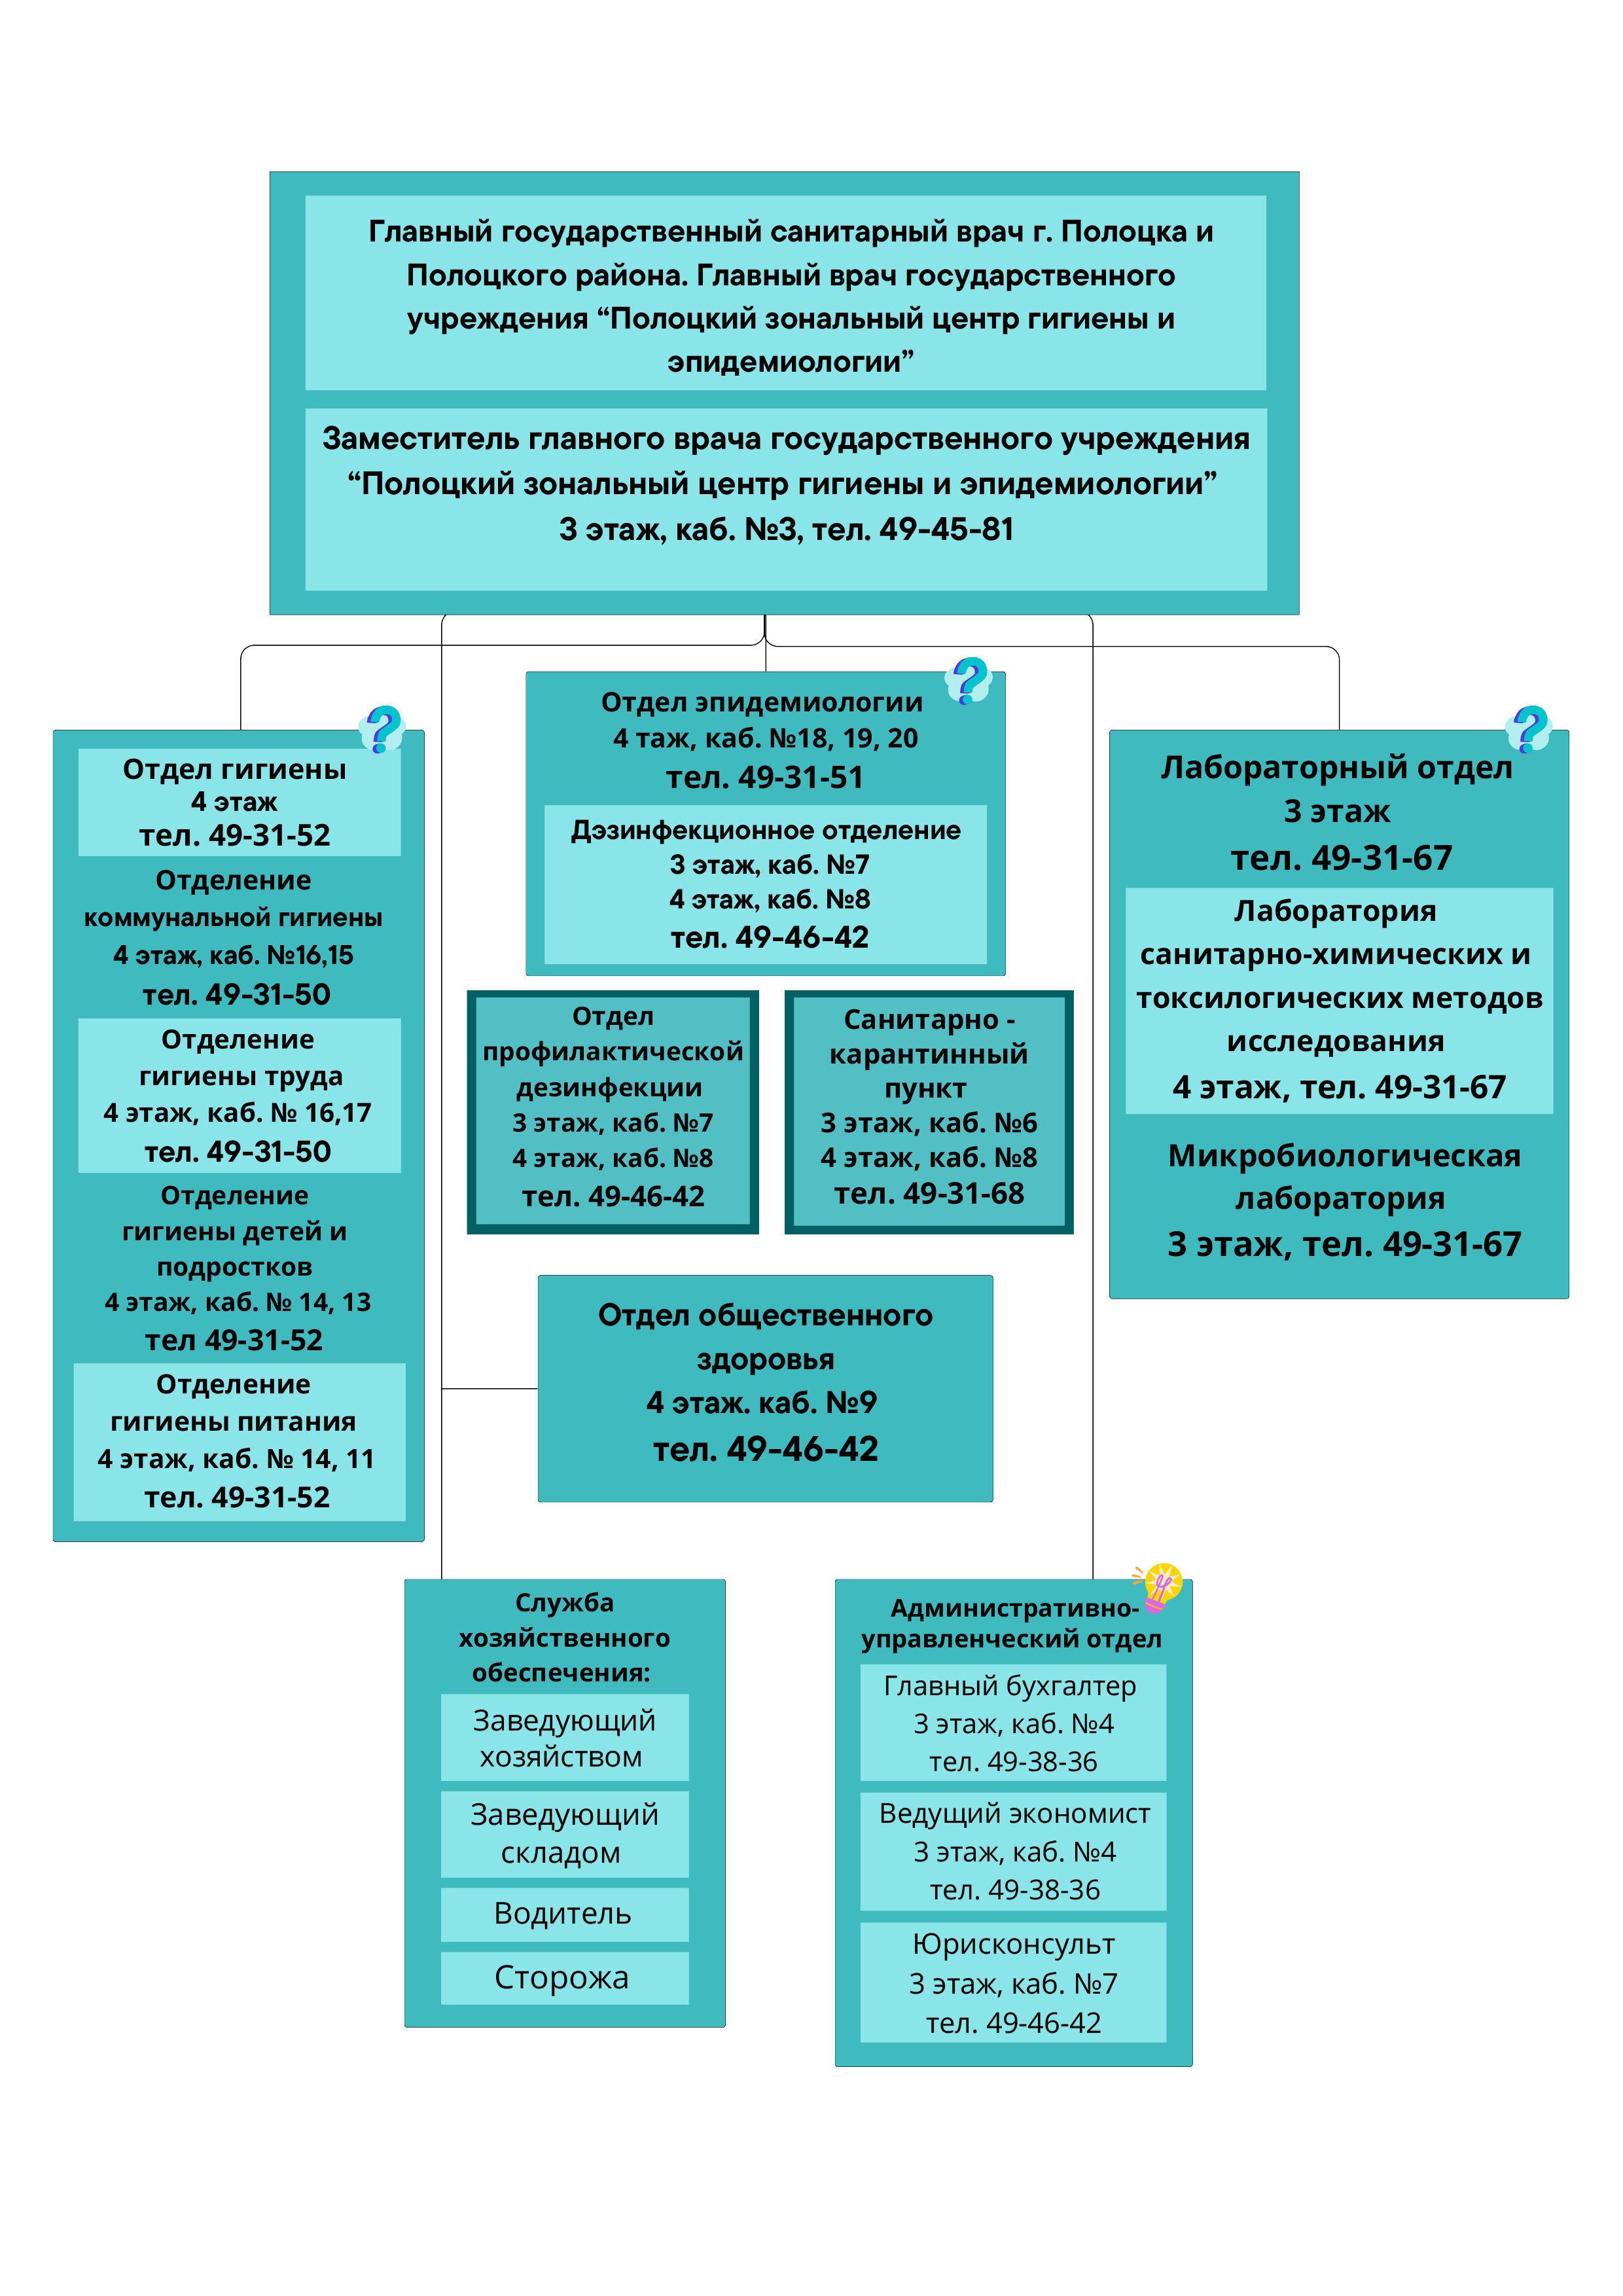 Главный государственный санитарный врач г. Полоцка и
Полоцкого района. Главный врач государственного
учреждения “Полоцкий зональный центр гигиены и
эпидемиологии”
Заместитель главного врача государственного учреждения
“Полоцкий зональный центр гигиены и эпидемиологии”
3 этаж, каб. №3, тел. 49-45-81
Отдел гигиены
4 этаж
тел. 49-31-52
Отделение
коммунальной гигиены
4 этаж, каб. №16,15
тел. 49-31-50
Отделение
гигиены труда
4 этаж, каб. № 16,17
тел. 49-31-50
Отделение
гигиены детей и
подростков
4 этаж, каб. № 14, 13
тел 49-31-52
Отделение
гигиены питания
4 этаж, каб. № 14, 11
тел. 49-31-52
Отдел эпидемиологии
4 таж, каб. №18, 19, 20
тел. 49-31-51
Дэзинфекционное отделение
3 этаж, каб. №7
4 этаж, каб. №8
тел. 49-46-42
Отдел
профилактической
дезинфекции
3 этаж, каб. №7
4 этаж, каб. №8
тел. 49-46-42
Санитарно -
карантинный
пункт
3 этаж, каб. №6
4 этаж, каб. №8
тел. 49-31-68
Лабораторный отдел
3 этаж
тел. 49-31-67
Лаборатория
санитарно-химических и
токсилогических методов
исследования
4 этаж, тел. 49-31-67
Микробиологическая
лаборатория
3 этаж, тел. 49-31-67
Отдел общественного
здоровья
4 этаж. каб. №9
тел. 49-46-42
Служба
хозяйственного
обеспечения:
Заведующий
хозяйством
Заведующий
складом
Водитель
Сторожа
Административно-
управленческий отдел
Главный бухгалтер
3 этаж, каб. №4
тел. 49-38-36
Ведущий экономист
3 этаж, каб. №4
тел. 49-38-36
Юрисконсульт
3 этаж, каб. №7
тел. 49-46-42